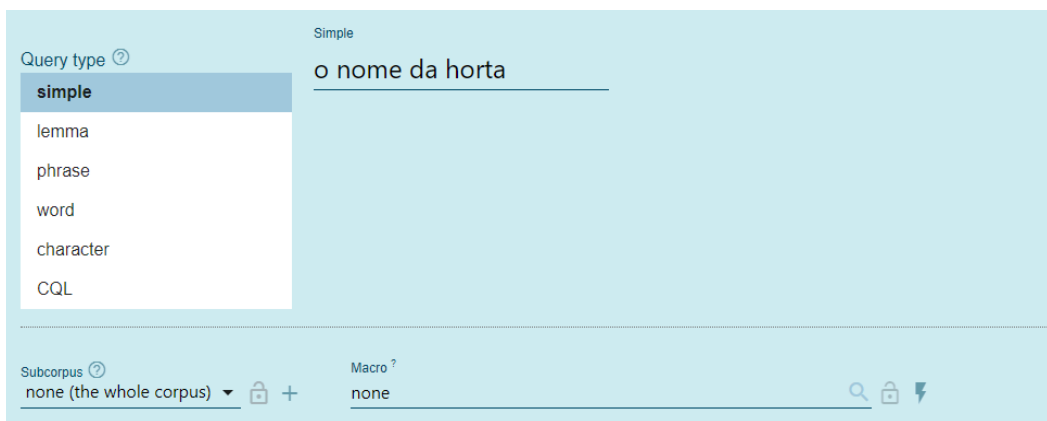 Simple
Query type ?
o nome da horta
simple
lemma
phrase
word
character
CQL
Subcorpus ?
Macro ?
none (the whole corpus)
none